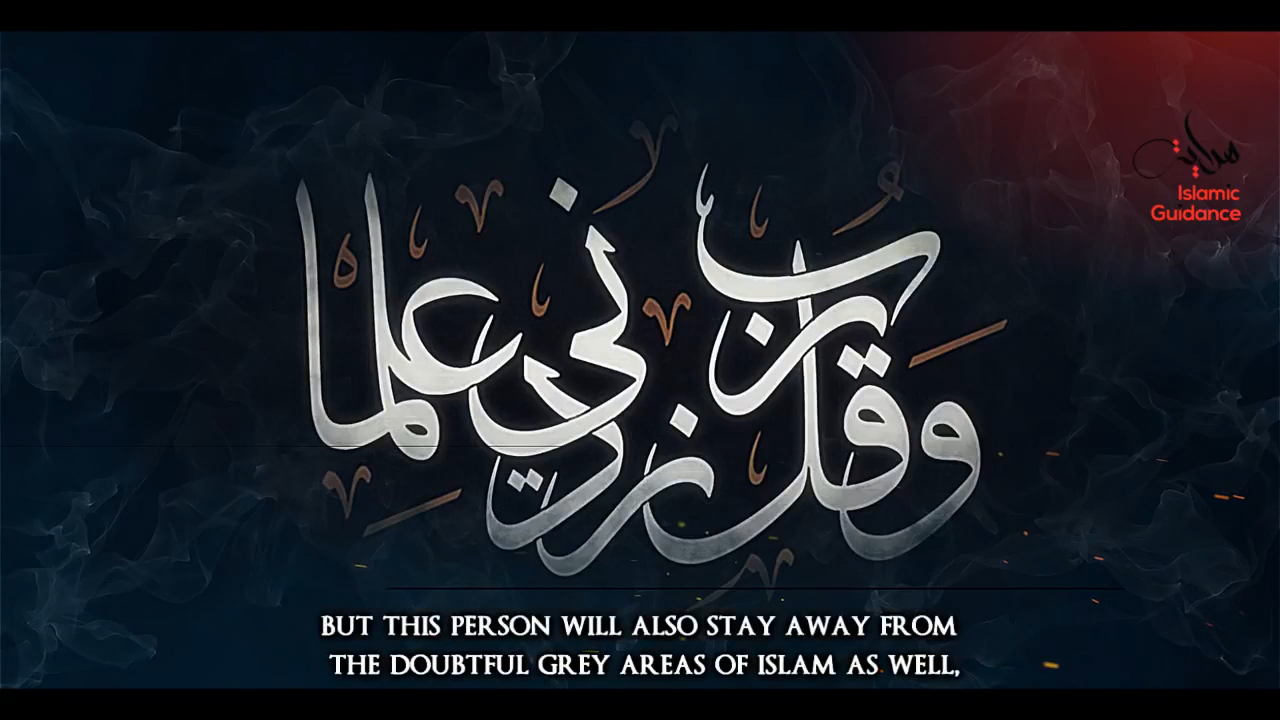 وقل رب زدني علما
هداية
Islamic
Guidance
BUT THIS PERSON WILL ALSO STAY AWAY FROM
THE DOUBTFUL GREY AREAS OF ISLAM AS WELL,